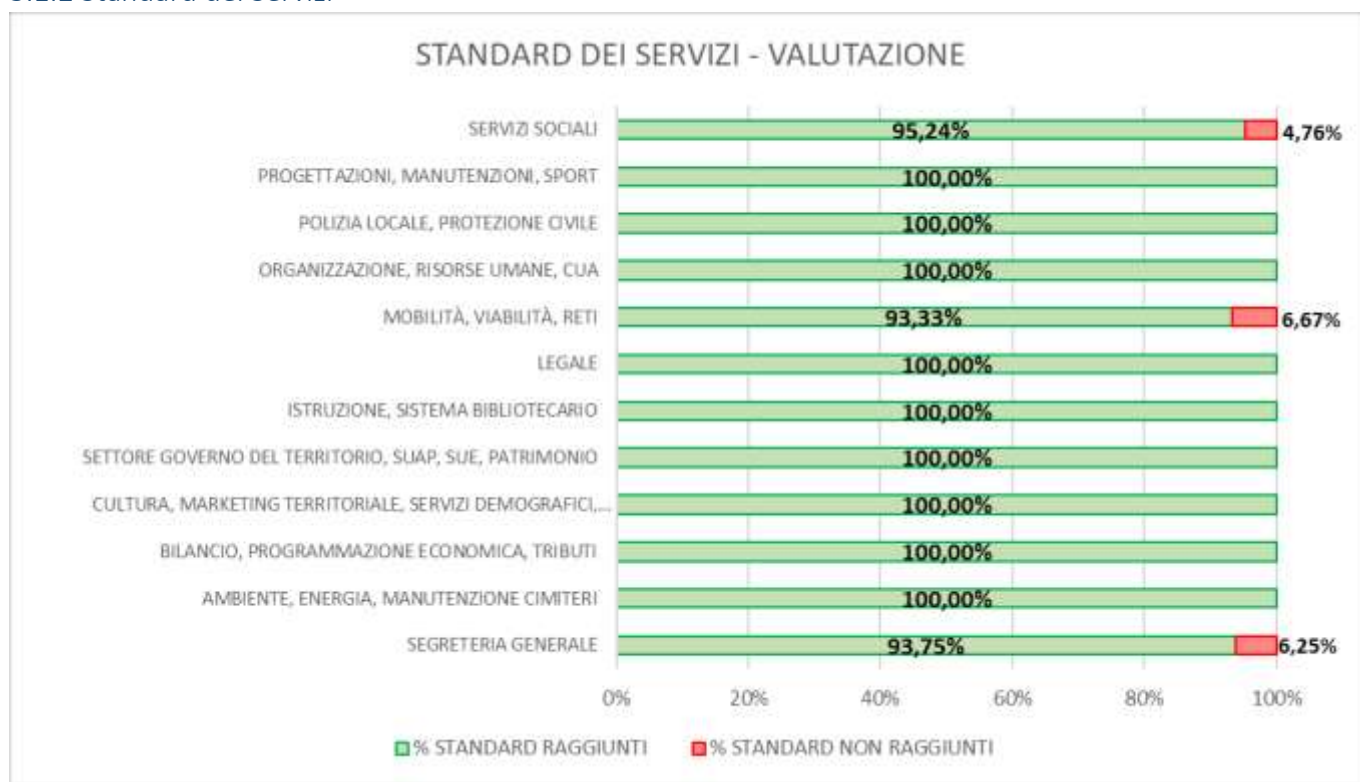 STANDARD DEI SERVIZI - VALUTAZIONE
SERVIZI SOCIALI 95,24% 4,76%
PROGETTAZIONI, MANUTENZIONI, SPORT 100,00%
POLIZIA LOCALE, PROTEZIONE CIVILE 100,00%
ORGANIZZAZIONE, RISORSE UMANE, CUA 100,00%
MOBILITÀ, VIABILITÀ, RETI 93,33% 6,67%
LEGALE 100,00%
ISTRUZIONE, SISTEMA BIBLIOTECARIO 100,00%
SETTORE GOVERNO DEL TERRITORIO, SUAP, SUE, PATRIMONIO 100,00%
CULTURA, MARKETING TERRITORIALE, SERVIZI DEMOGRAFICI,... 100,00%
BILANCIO, PROGRAMMAZIONE ECONOMICA, TRIBUTI 100,00%
AMBIENTE, ENERGIA, MANUTENZIONE CIMITERI 100,00%
SEGRETERIA GENERALE 93,75% 6,25%
0% 20% 40% 60% 80% 100%
% STANDARD RAGGIUNTI % STANDARD NON RAGGIUNTI